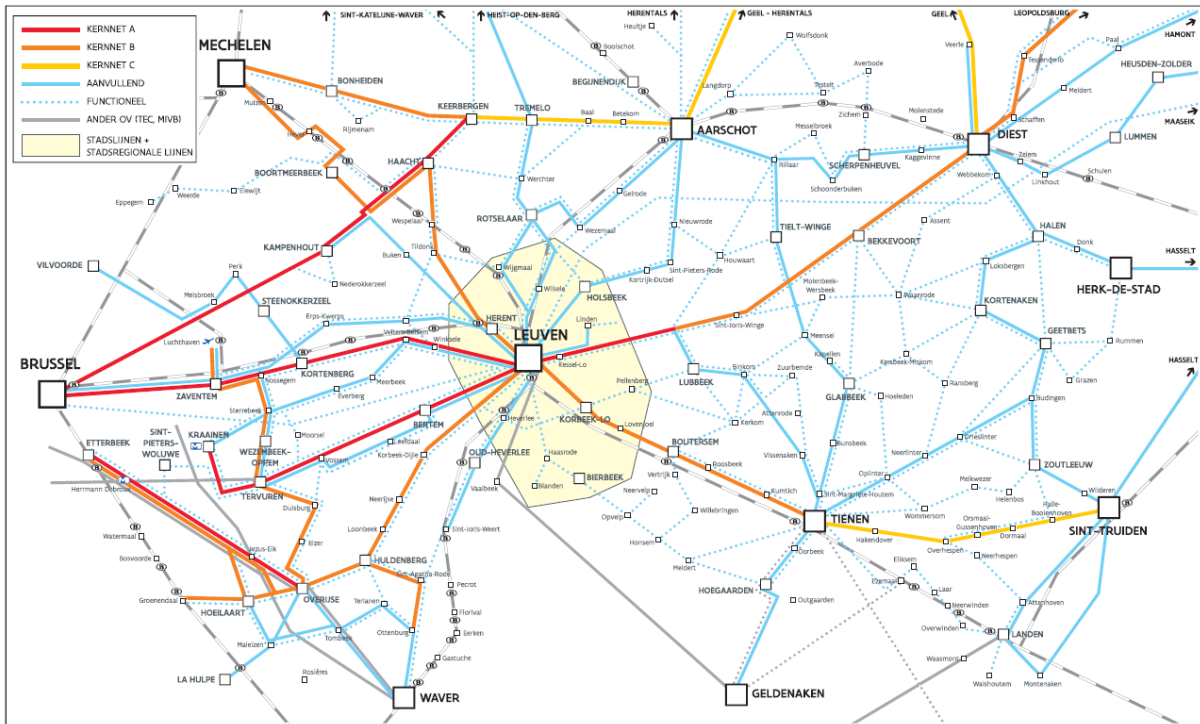 KERNNET A
KERNNET B
KERNNET C
AANVULLEND
FUNCTIONEEL
ANDER OV (TEC, MIVB)
STADSLIJNEN +
STADSREGIONALE LIJNEN
SINT-KATELIJNE-WAVER
HEIST-OP-DEN-BERG
HERENTALS
GEEL - HERENTALS
GEEL
LEOPOLDSBURG
HAMONT
MECHELEN
BONHEIDEN
Muizen
Hever
Rijmenam
KEERBERGEN
TREMELO
Baal
Betekom
Booischot
BEGIJNENDIJK
Heultje
Wolfsdonk
Langdorp
Testelt
Averbode
Zichem
Molenstede
Messelbroek
Veerle
Schaffen
Paal
Meldert
HEUSDEN-ZOLDER
MAASEIK
LUMMEN
AARSCHOT
DIEST
HAACHT
BOORTMEERBEEK
Weerde
Elewijt
Eppegem
Werchter
Rillaar
SCHERPENHEUVEL
Kaggevinne
Schoonderbuken
Webbekom
Zelem
Linkhout
Schulen
Gelrode
ROTSELAAR
Wezemaal
Nieuwrode
Wespelaar
Tildonk
KAMPENHOUT
Buken
TIELT-WINGE
BEKKEVOORT
Assent
HALEN
Donk
HASSELT
HERK-DE-STAD
Houwaart
Sint-Pieters-Rode
Kortrijk-Dutsel
Wijgmaal
Wilsele
HOLSBEEK
Linden
VILVOORDE
Perk
Melsbroek
Nederokkerzeel
STEENOKKERZEEL
Erps-Kwerps
Luchthaven
Veltem-Beisem
Winksele
HERENT
LEUVEN
Kessel-Lo
Sint-Joris-Winge
Molenbeek-
Wersbeek
Waanrode
Loksbergen
KORTENAKEN
GEETBETS
Rummen
Grazen
HASSELT
Meensel
Kapellen
Kersbeek-Miskom
Ransberg
Hoeleden
GLABBEEK
Zuurbemde
Binkom
LUBBEEK
Attenrode
Kerkom
Pellenberg
BRUSSEL
ZAVENTEM
Nossegem
KORTENBERG
Meerbeek
Everberg
Sterrebeek
Moorsel
BERTEM
Leefdaal
Vossem
Korbeek-Dijle
Heverlee
KORBEEK-LO
Lovenjoel
BOUTERSEM
Roosbeek
Vissenaken
Bunsbeek
Neerlinter
Drieslinter
Budingen
ZOUTLEEUW
ETTERBEEK
SINT-
PIETERS-
WOLUWE
KRAAINEM
WEZEMBEEK-
OPPEM
TERVUREN
Herrmann Debroux
OUD-HEVERLEE
Vaalbeek
Haasrode
Blanden
BIERBEEK
Neervelp
Vertrijk
Kumtich
Willebringen
Opvelp
Honsem
Meldert
Oplinter
Sint-Margriete-Houtem
TIENEN
Wommersom
Melkwezer
Helenbos
Wilderen
Halle-
Booienhoven
Orsmaal-
Gussenhoven
Dormaal
SINT-TRUIDEN
Hakendover
Overhespen
Neerhespen
Duisburg
Neerijse
Loonbeek
Eizer
Sint-Joris-Weert
Watermaal
Bosvoorde
Jezus-Eik
HULDENBERG
Sint-Agatha-Rode
Pecrot
Florival
Eerken
Gastuche
Groenendaal
HOEILAART
OVERIJSE
Terlanen
Ottenburg
Tombeek
Maleizen
LA HULPE
Rosières
WAVER
Oorbeek
HOEGAARDEN
Outgaarden
GELDENAKEN
Eliksem
Ezemaal
Laar
Neerwinden
Overwinden
Attenhoven
LANDEN
Waasmont
Walshoutem
Montenaken